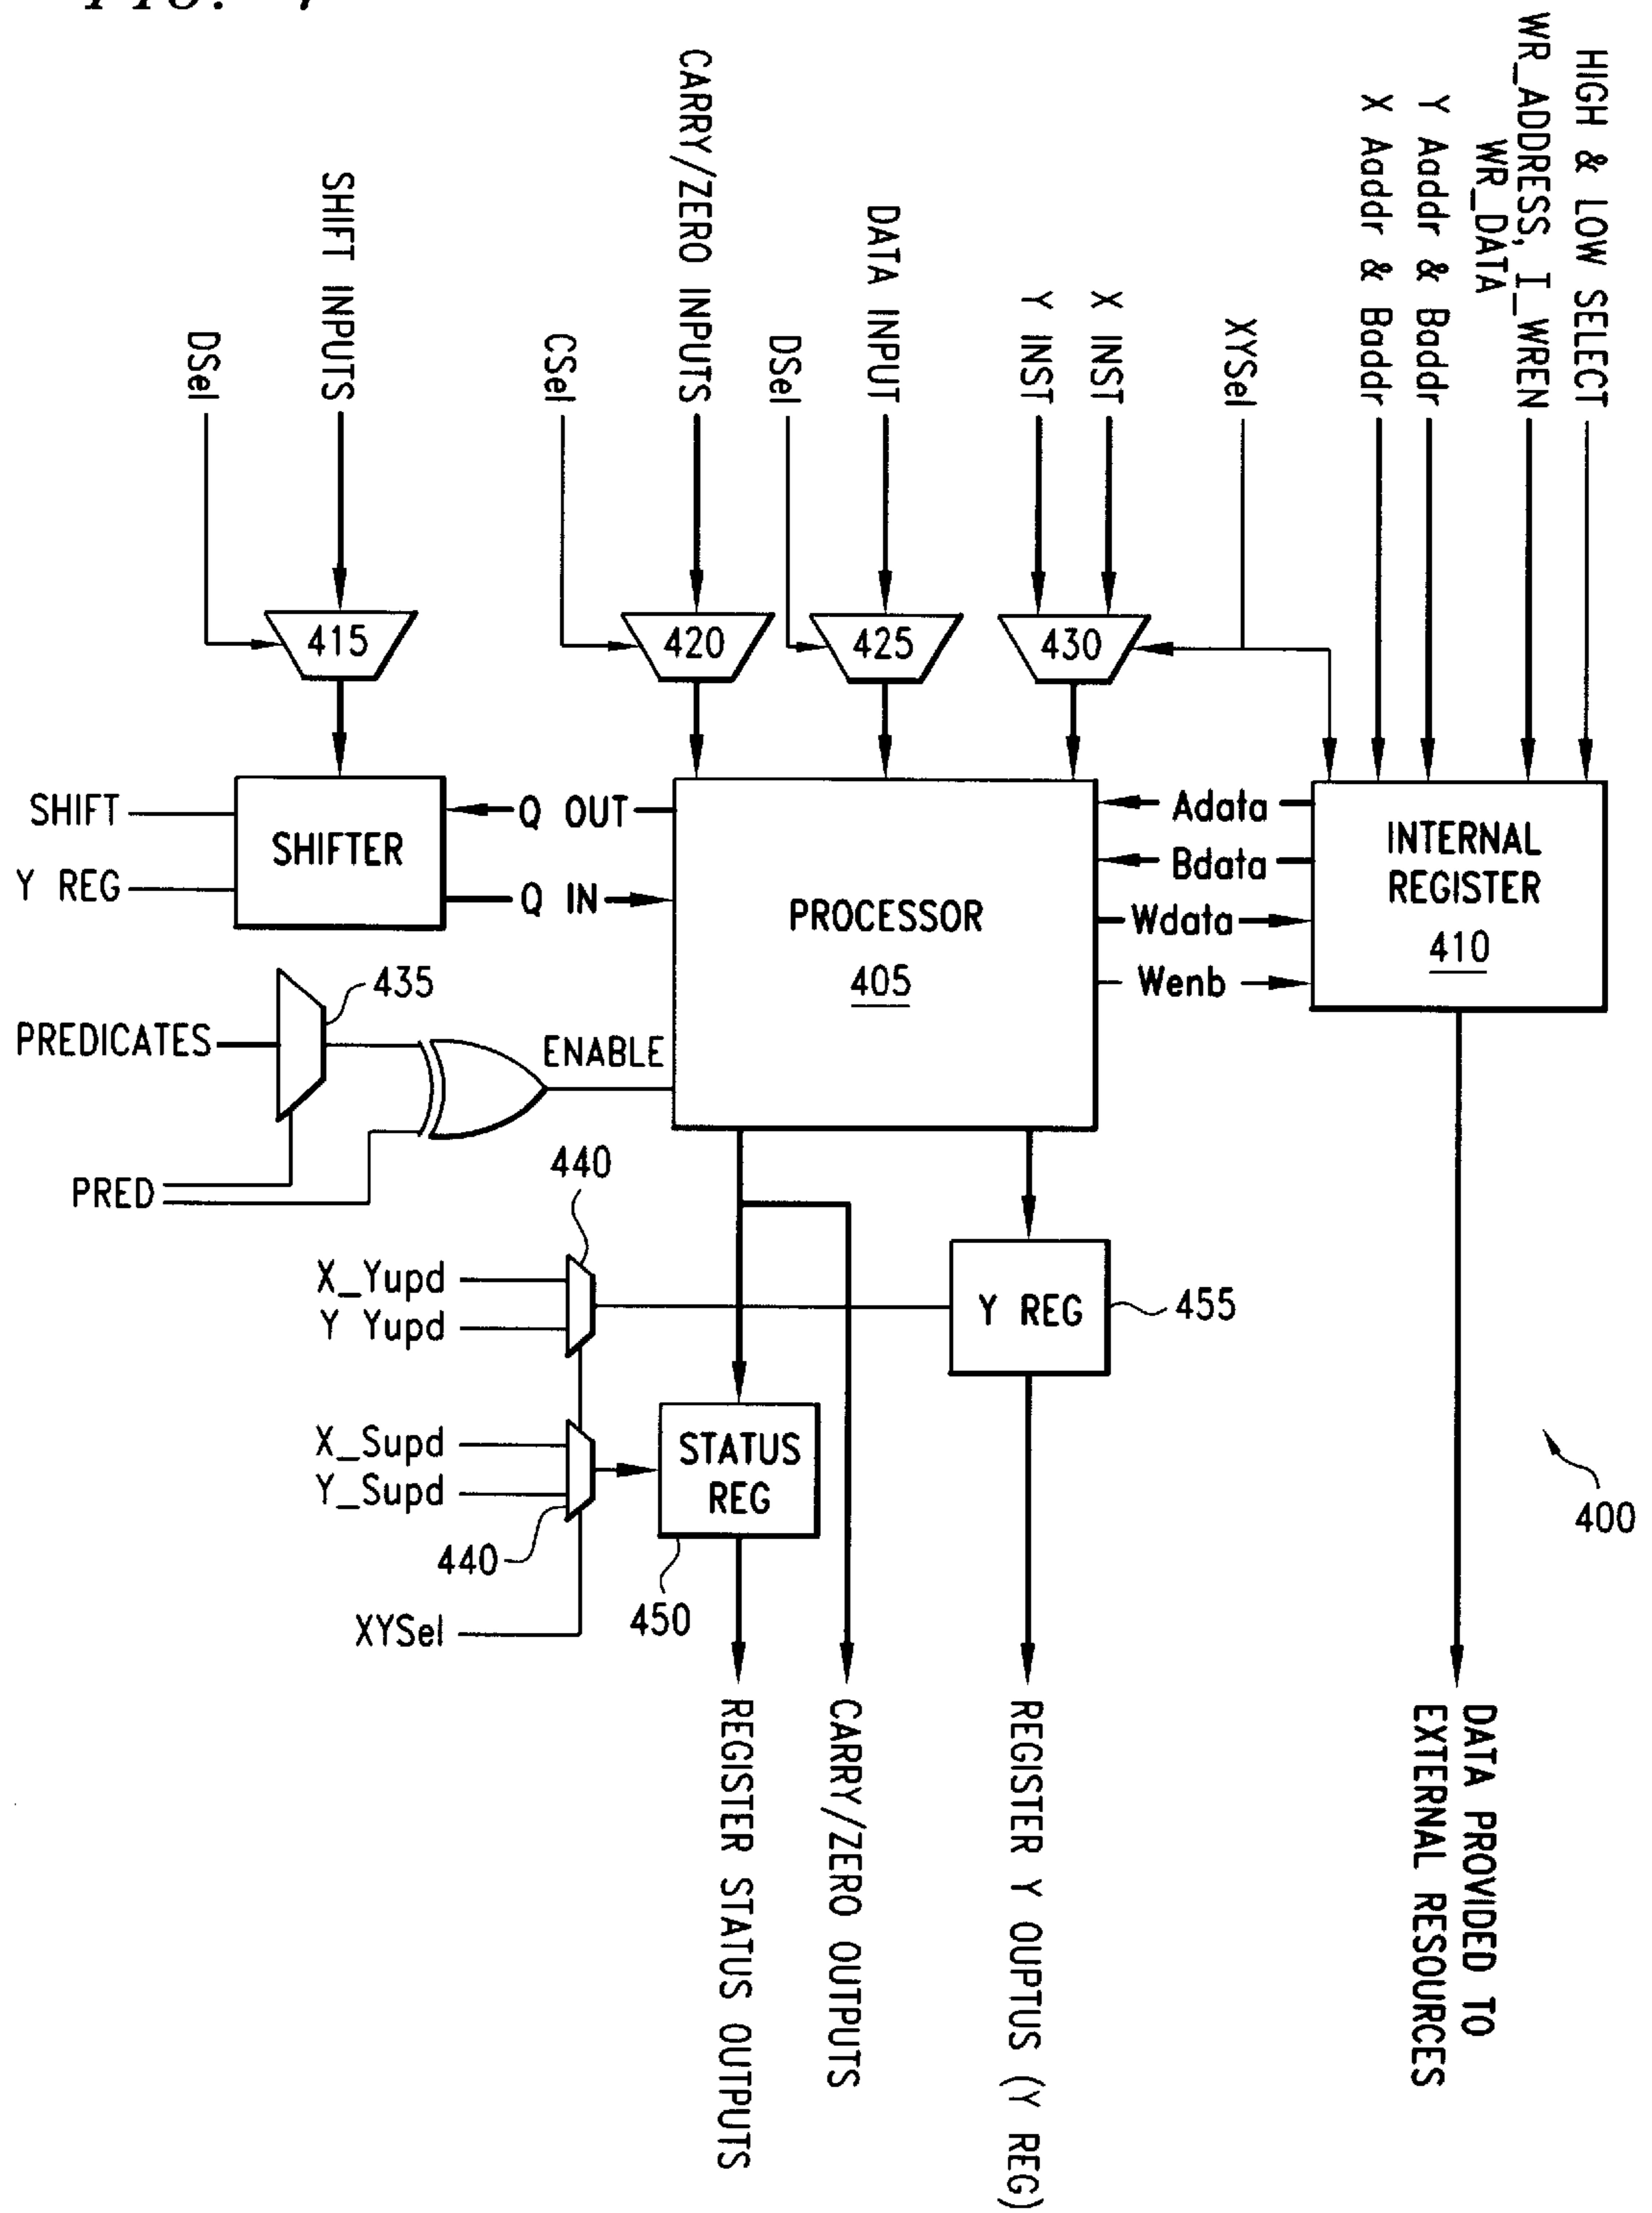 FIG. 4
HIGH & LOW SELECT
WR_ADDRESS, I_WREN
WR_DATA
Y Aaddr & Baddr
X Aaddr & Baddr
XYSel
X INST
Y INST
DATA INPUT
DSel
CARRY/ZERO INPUTS
CSel
SHIFT INPUTS
DSel
415
420
425
430
SHIFT
Y REG
SHIFTER
Q OUT
Q IN
PROCESSOR
405
Adata
Bdata
Wdata
Wenb
INTERNAL
REGISTER
410
435
PREDICATES
ENABLE
PRED
440
X_Yupd
Y Yupd
Y REG
455
X_Supd
Y_Supd
STATUS
REG
440
450
XYSel
400
DATA PROVIDED TO
EXTERNAL RESOURCES
REGISTER Y OUPTUS (Y REG)
CARRY/ZERO OUTPUTS
REGISTER STATUS OUTPUTS